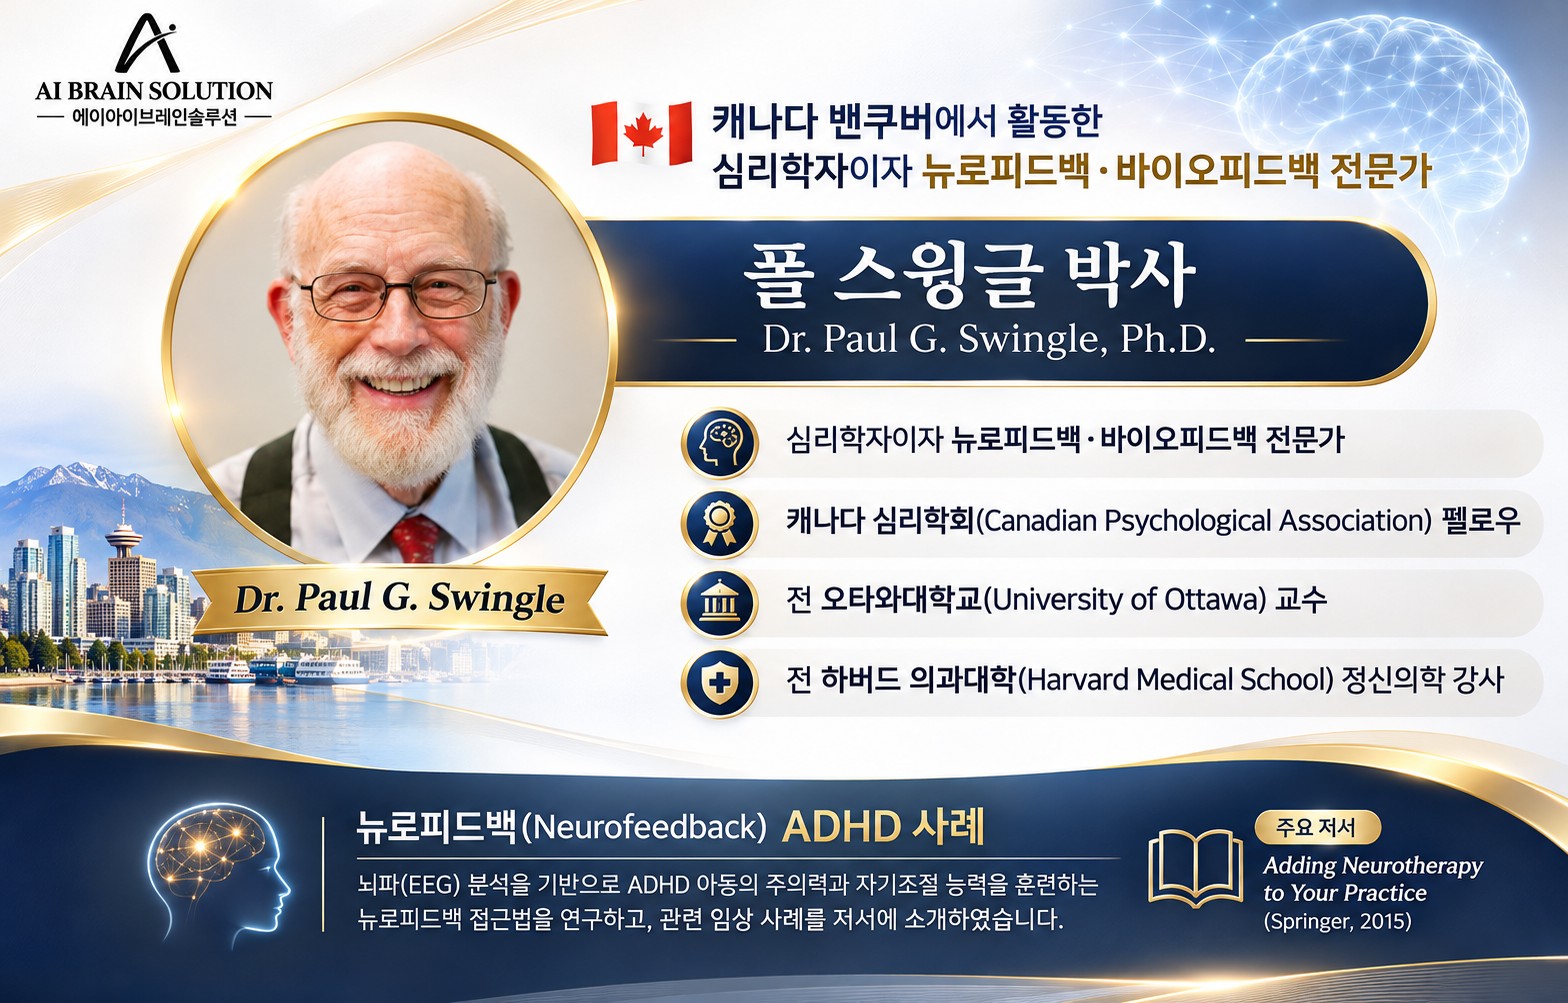 AI BRAIN SOLUTION
에이아이브레인솔루션
캐나다 밴쿠버에서 활동한
심리학자이자 뉴로피드백·바이오피드백 전문가
폴 스윙글 박사
Dr. Paul G. Swingle, Ph.D.
Dr. Paul G. Swingle
심리학자이자 뉴로피드백·바이오피드백 전문가
캐나다 심리학회(Canadian Psychological Association) 펠로우
전 오타와대학교(University of Ottawa) 교수
전 하버드 의과대학(Harvard Medical School) 정신의학 강사
뉴로피드백(Neurofeedback) ADHD 사례
뇌파(EEG) 분석을 기반으로 ADHD 아동의 주의력과 자기조절 능력을 훈련하는
뉴로피드백 접근법을 연구하고, 관련 임상 사례를 저서에 소개하였습니다.
주요 저서
Adding Neurotherapy
to Your Practice
(Springer, 2015)